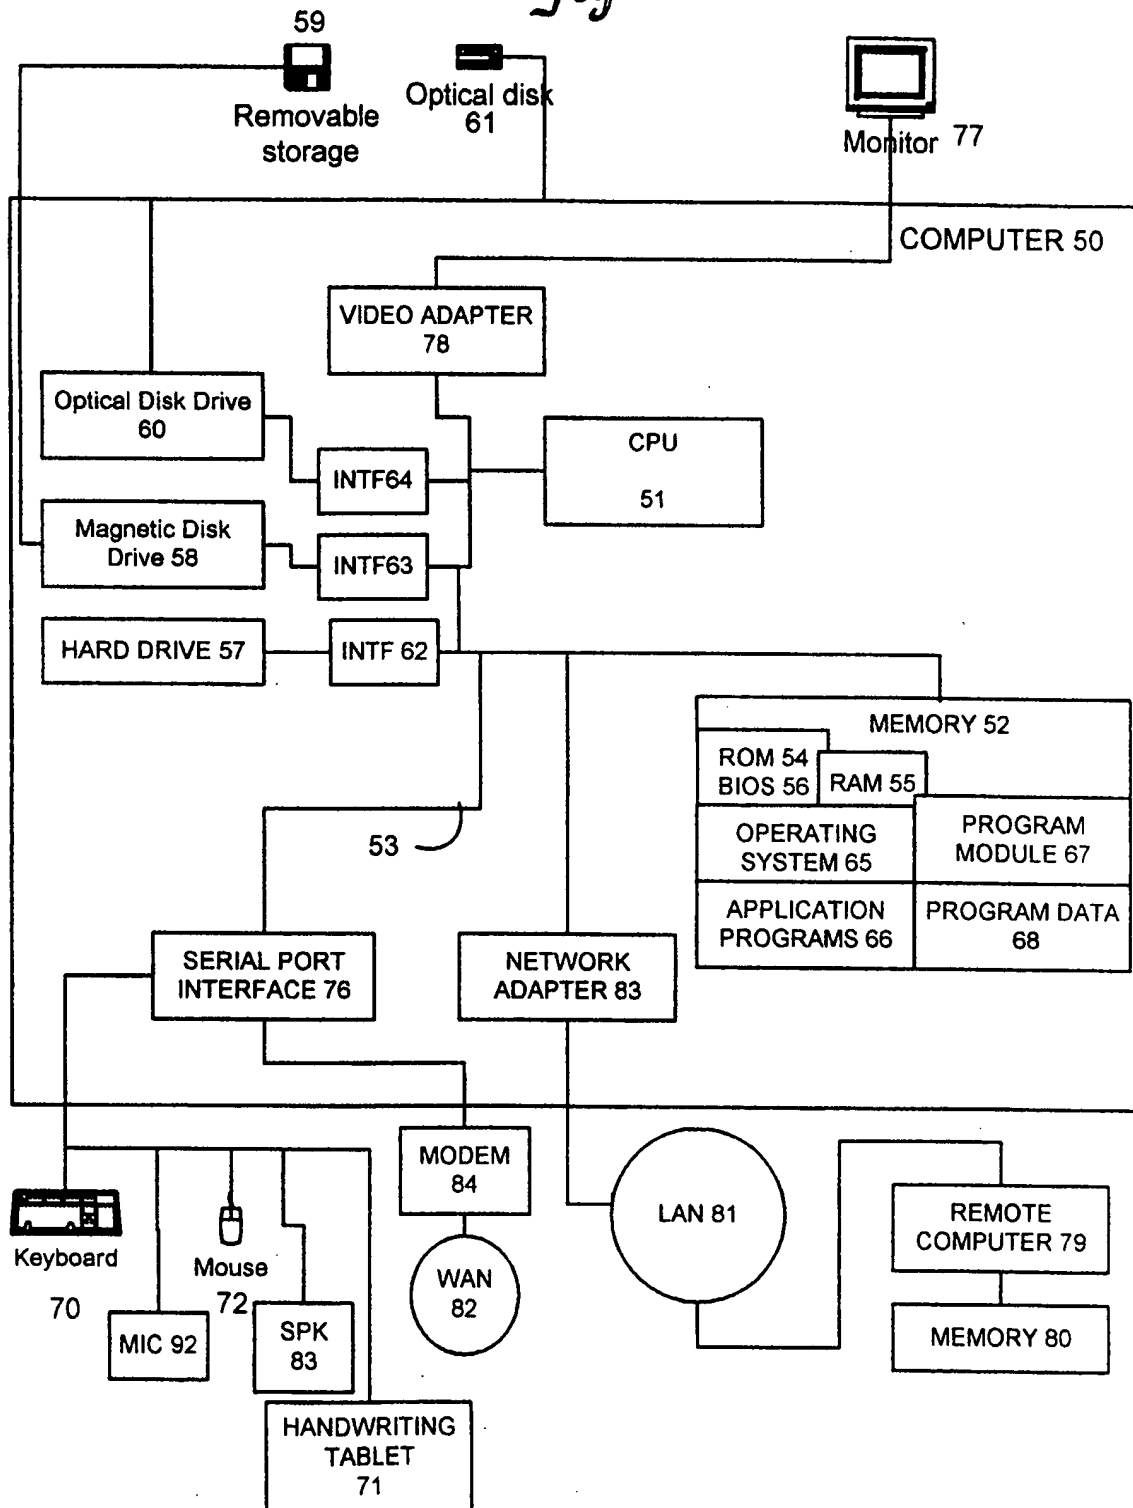 59
Removable
storage
Optical disk
61
Monitor 77
COMPUTER 50
VIDEO ADAPTER
78
Optical Disk Drive
60
INTF64
CPU
51
Magnetic Disk
Drive 58
INTF63
HARD DRIVE 57
INTF 62
MEMORY 52
ROM 54
BIOS 56
RAM 55
OPERATING
SYSTEM 65
PROGRAM
MODULE 67
APPLICATION
PROGRAMS 66
PROGRAM DATA
68
53
SERIAL PORT
INTERFACE 76
NETWORK
ADAPTER 83
MODEM
84
WAN
82
LAN 81
REMOTE
COMPUTER 79
MEMORY 80
Keyboard
70
Mouse
72
MIC 92
SPK
83
HANDWRITING
TABLET
71